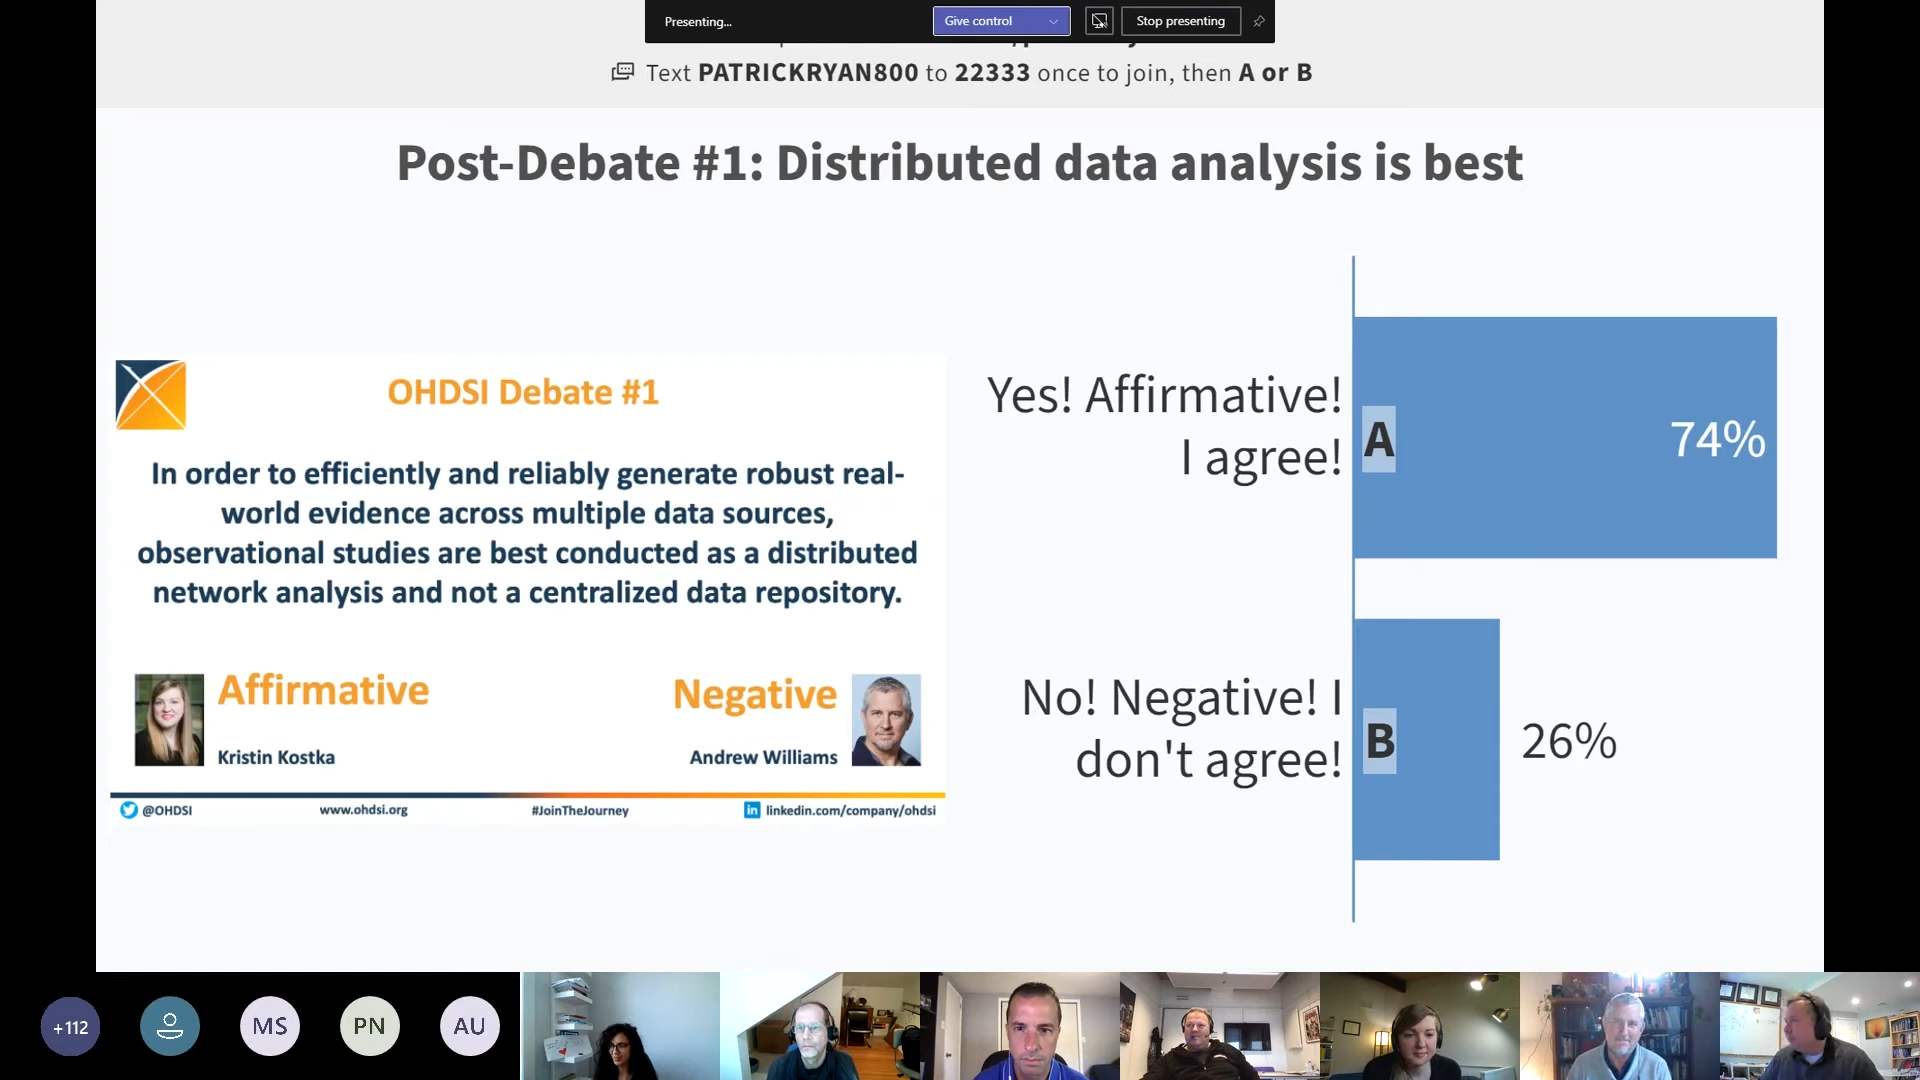 Presenting...
Give control
Stop presenting
Text PATRICKRYAN800 to 22333 once to join, then A or B
Post-Debate #1: Distributed data analysis is best
OHDSI Debate #1
In order to efficiently and reliably generate robust real-
world evidence across multiple data sources,
observational studies are best conducted as a distributed
network analysis and not a centralized data repository.
Affirmative
Kristin Kostka
Negative
Andrew Williams
@OHDSI
www.ohdsi.org
#JoinTheJourney
in
linkedin.com/company/ohdsi
Yes! Affirmative!
I agree!
A
74%
No! Negative! I
don't agree!
B
26%
+112
MS
PN
AU